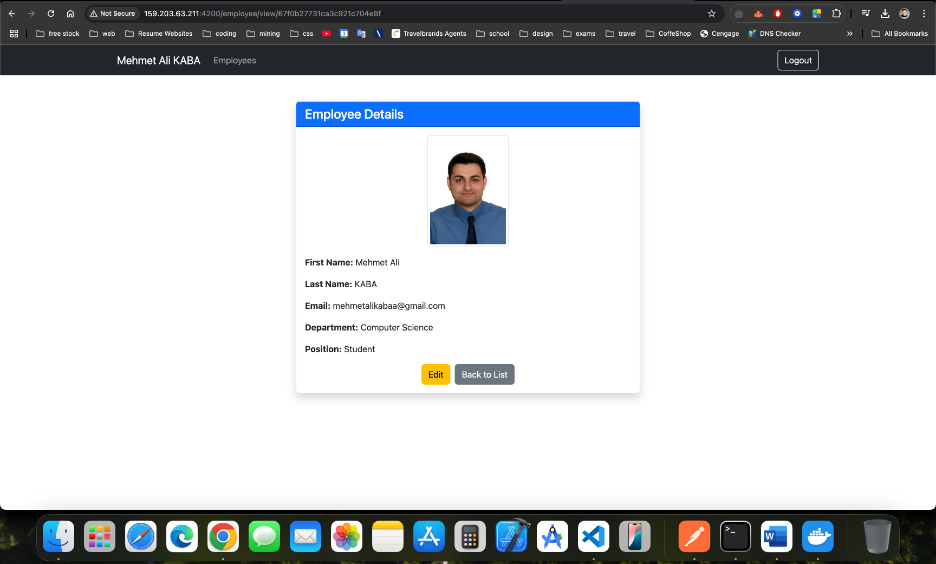 Not Secure 159.203.63.211:4200/employee/view/67f0b27731ca3c921c704e8f
free stock web Resume Websites coding mining css Travelbrands Agents school design exams travel CoffeShop Cengage DNS Checker » All Bookmarks
Mehmet Ali KABA Employees Logout
Employee Details
First Name: Mehmet Ali
Last Name: KABA
Email: mehmetalikabaa@gmail.com
Department: Computer Science
Position: Student
Edit Back to List